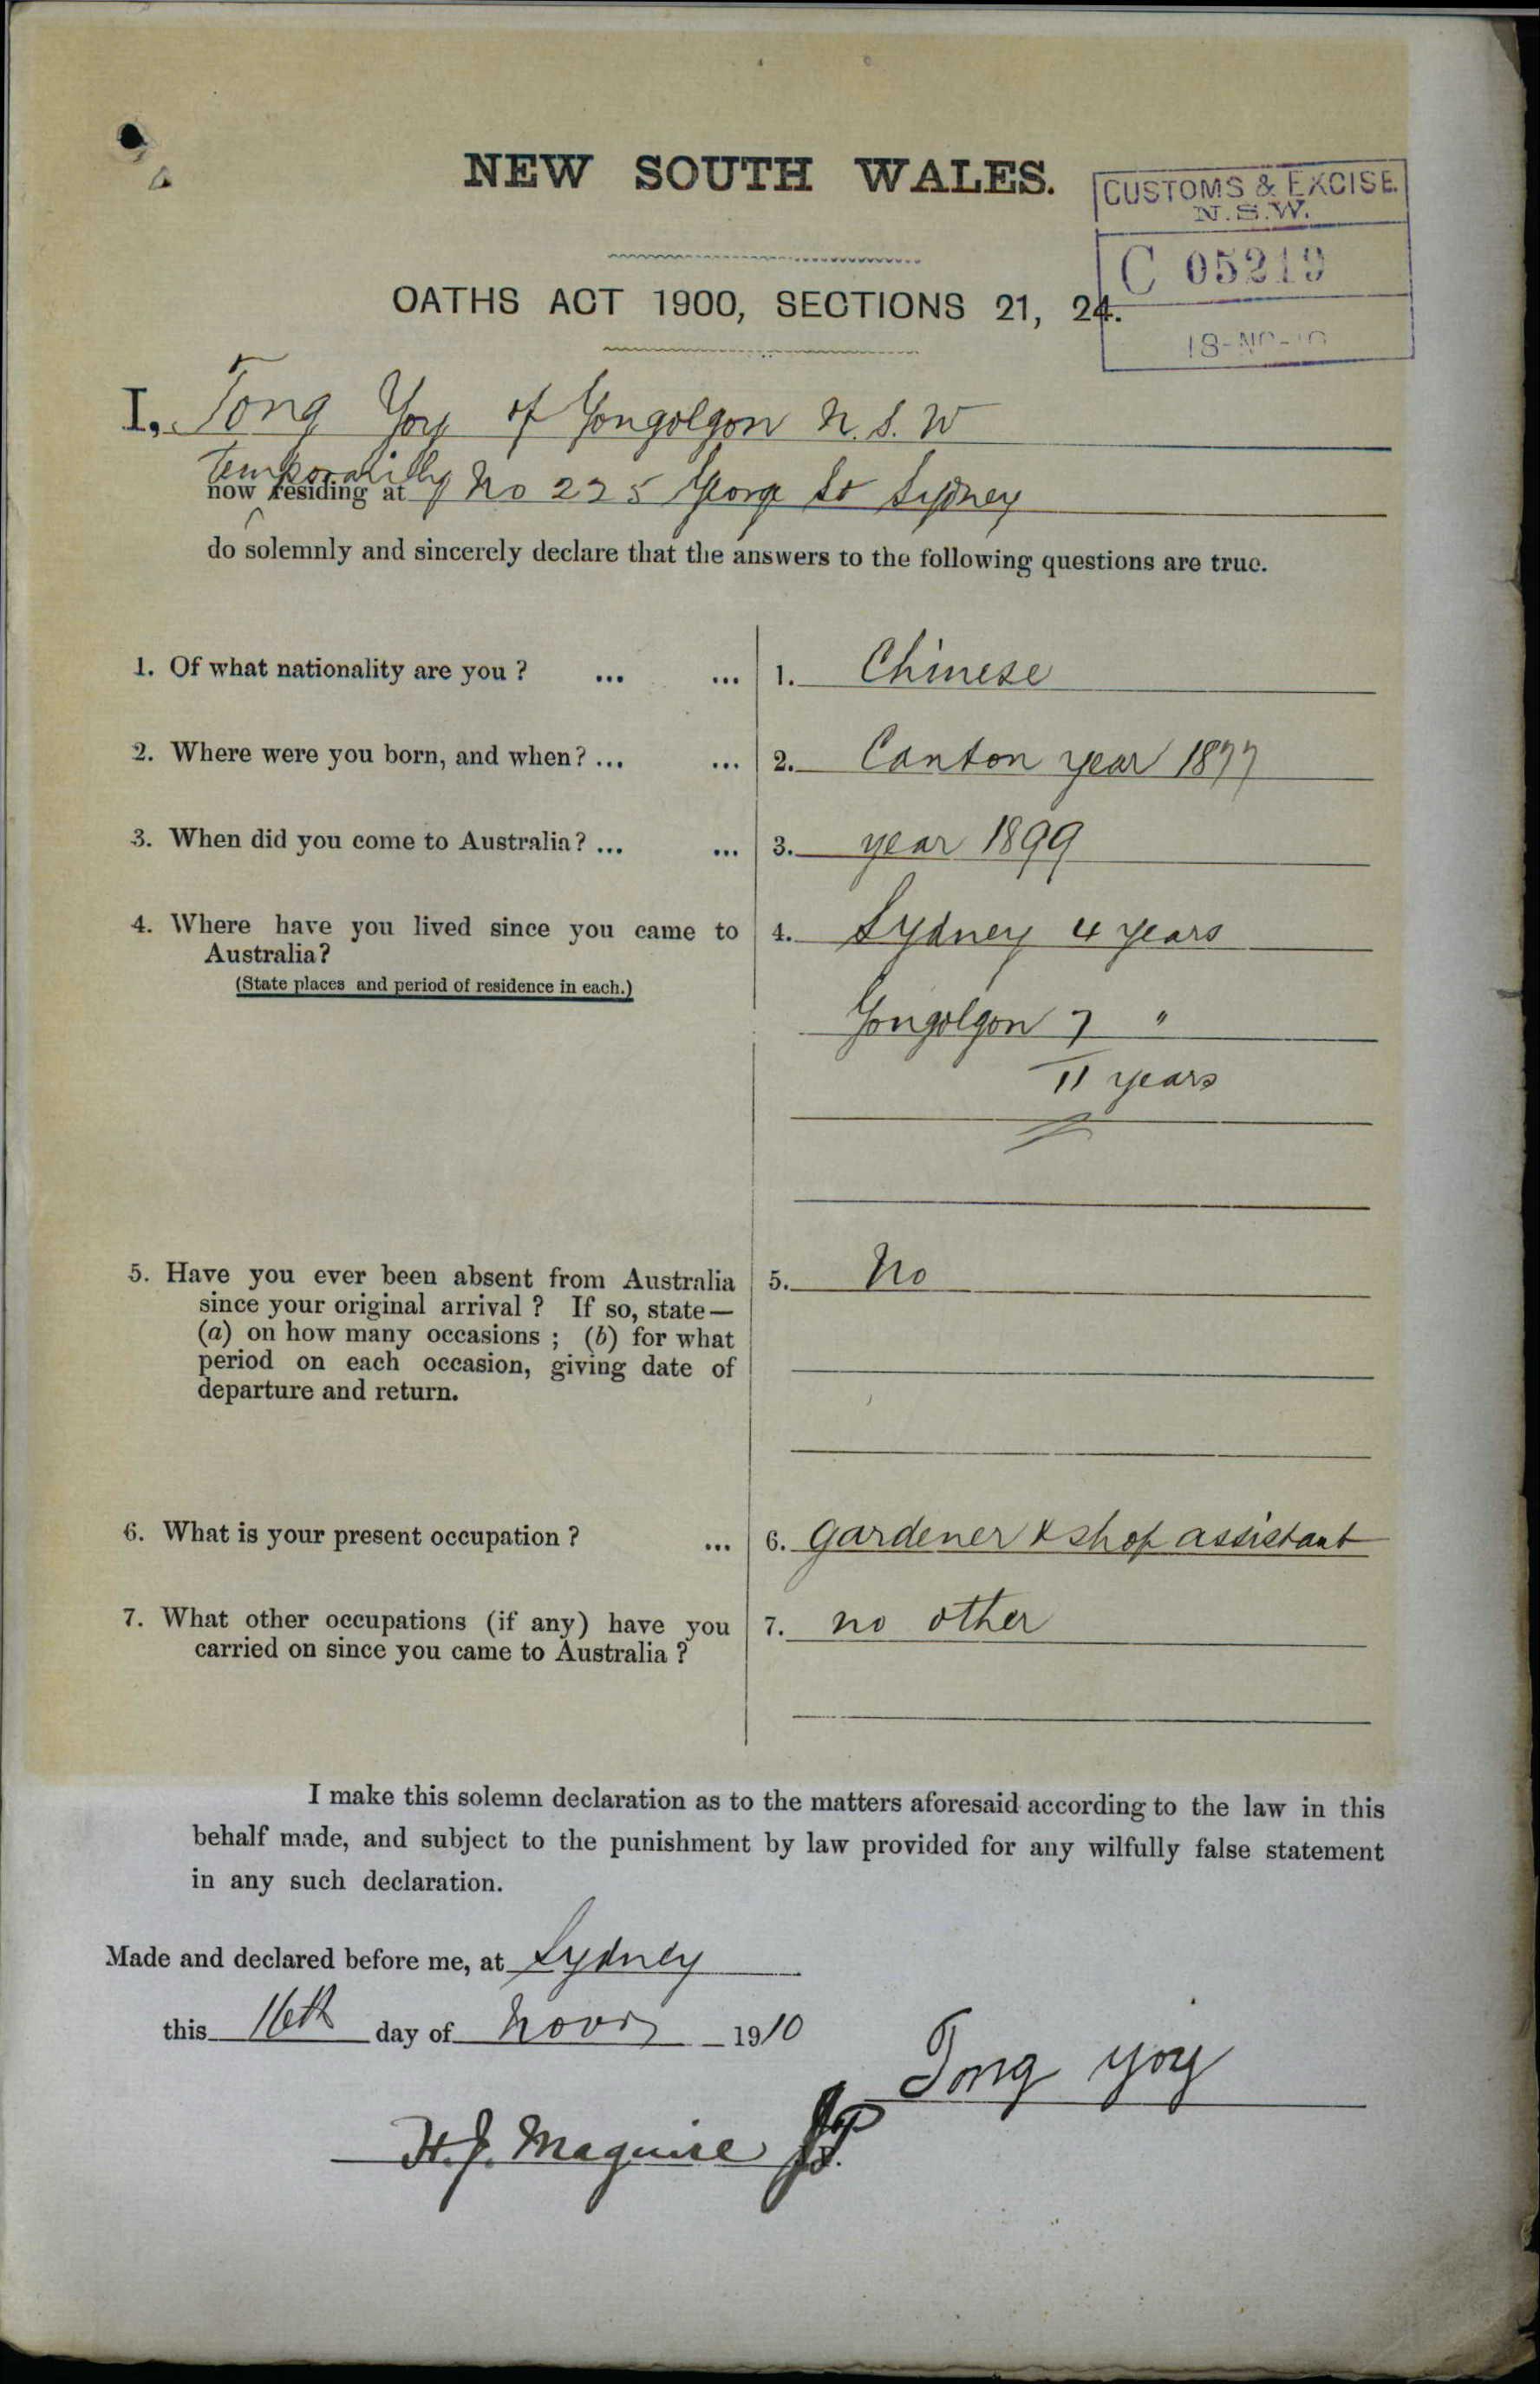 NEW SOUTH WALES.
CUSTOMS & EXCISE.
N.S.W.
C 05219
18-NO-10
OATHS ACT 1900, SECTIONS 21, 24.
I, Tong Yoy of Gongolgon N.S.W
temporarilly
now residing at No 225 George St Sydney
do solemnly and sincerely declare that the answers to the following questions are true.
1. Of what nationality are you ? ... ... 1. Chinese
2. Where were you born, and when? ... ... 2. Canton year 1877
3. When did you come to Australia? ... ... 3. year 1899
4. Where have you lived since you came to 4. Sydney 4 years
Australia?
(State places and period of residence in each.)
Gongolgon 7 "
11 years
5. Have you ever been absent from Australia 5. No
since your original arrival ? If so, state—
(a) on how many occasions ; (b) for what
period on each occasion, giving date of
departure and return.
6. What is your present occupation ? ... 6. gardener & shop assistant
7. What other occupations (if any) have you 7. no other
carried on since you came to Australia ?
I make this solemn declaration as to the matters aforesaid according to the law in this
behalf made, and subject to the punishment by law provided for any wilfully false statement
in any such declaration.
Made and declared before me, at Sydney
this 16th day of Novr 1910
Tong yoy
H.J. Maguire J.P.